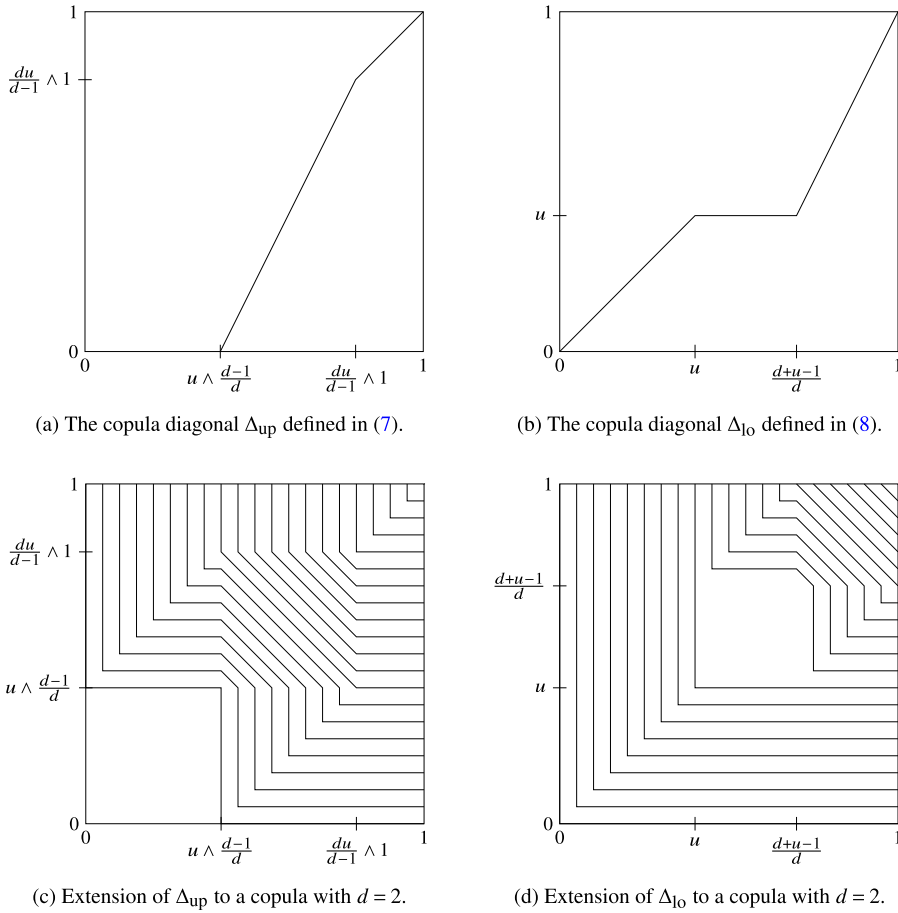 1
du/d−1 ∧ 1
0
0
u ∧ d−1/d
du/d−1 ∧ 1
1
(a) The copula diagonal Δup defined in (7).
1
u
0
0
u
d+u−1/d
1
(b) The copula diagonal Δlo defined in (8).
1
du/d−1 ∧ 1
u ∧ d−1/d
0
0
u ∧ d−1/d
du/d−1 ∧ 1
1
(c) Extension of Δup to a copula with d = 2.
1
d+u−1/d
u
0
0
u
d+u−1/d
1
(d) Extension of Δlo to a copula with d = 2.